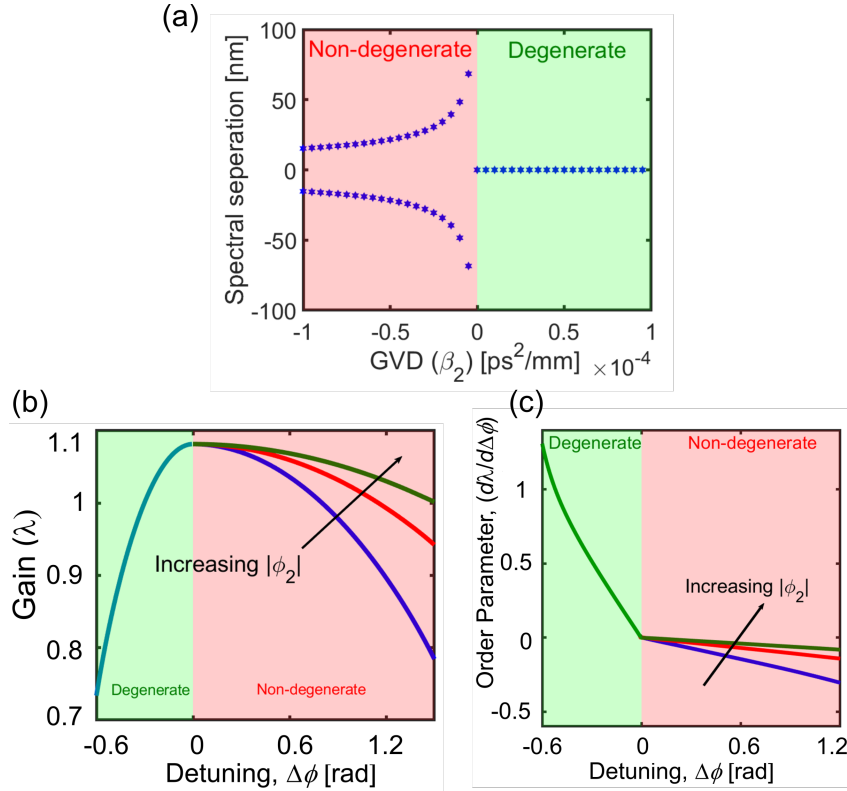 (a)
Non-degenerate Degenerate
Spectral seperation [nm]
100
50
0
-50
-100
-1 -0.5 0 0.5 1
GVD (β₂) [ps²/mm] ×10⁻⁴
(b)
Gain (λ)
1.1
1
0.9
0.8
0.7
Increasing |ϕ₂|
Degenerate Non-degenerate
-0.6 0 0.6 1.2
Detuning, Δϕ [rad]
(c)
Order Parameter, (dλ/dΔϕ)
Degenerate Non-degenerate
1
0.5
0
-0.5
Increasing |ϕ₂|
-0.6 0 0.6 1.2
Detuning, Δϕ [rad]